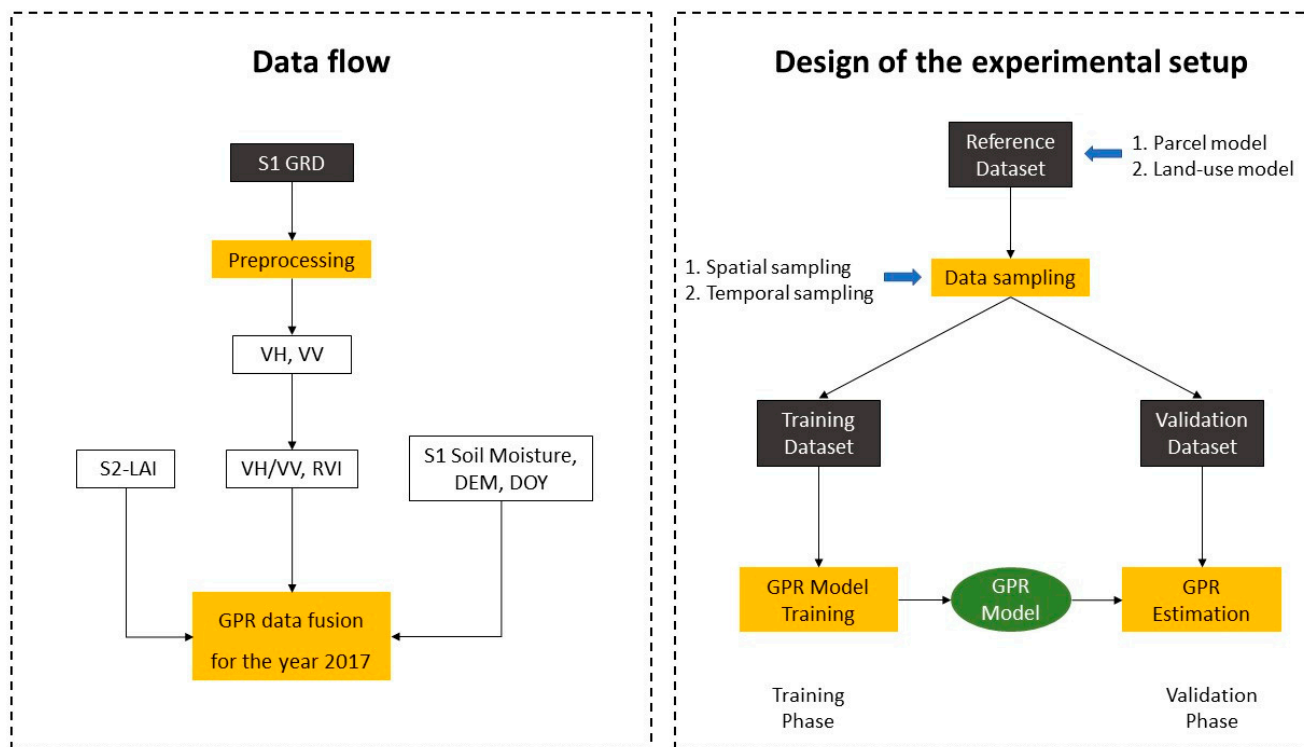 Data flow
S1 GRD
Preprocessing
VH, VV
S2-LAI
VH/VV, RVI
S1 Soil Moisture,
DEM, DOY
GPR data fusion
for the year 2017
Design of the experimental setup
Reference
Dataset
1. Parcel model
2. Land-use model
1. Spatial sampling
2. Temporal sampling
Data sampling
Training
Dataset
Validation
Dataset
GPR Model
Training
GPR
Model
GPR
Estimation
Training
Phase
Validation
Phase